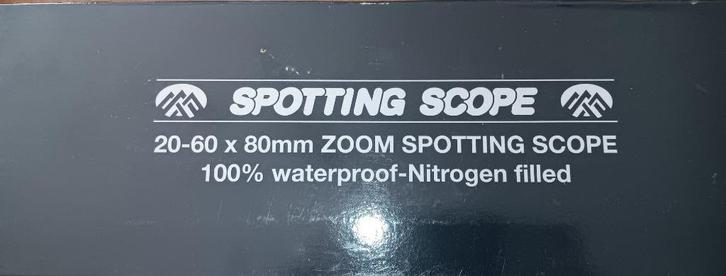 SPOTTING SCOPE
20-60 x 80mm ZOOM SPOTTING SCOPE
100% waterproof-Nitrogen filled